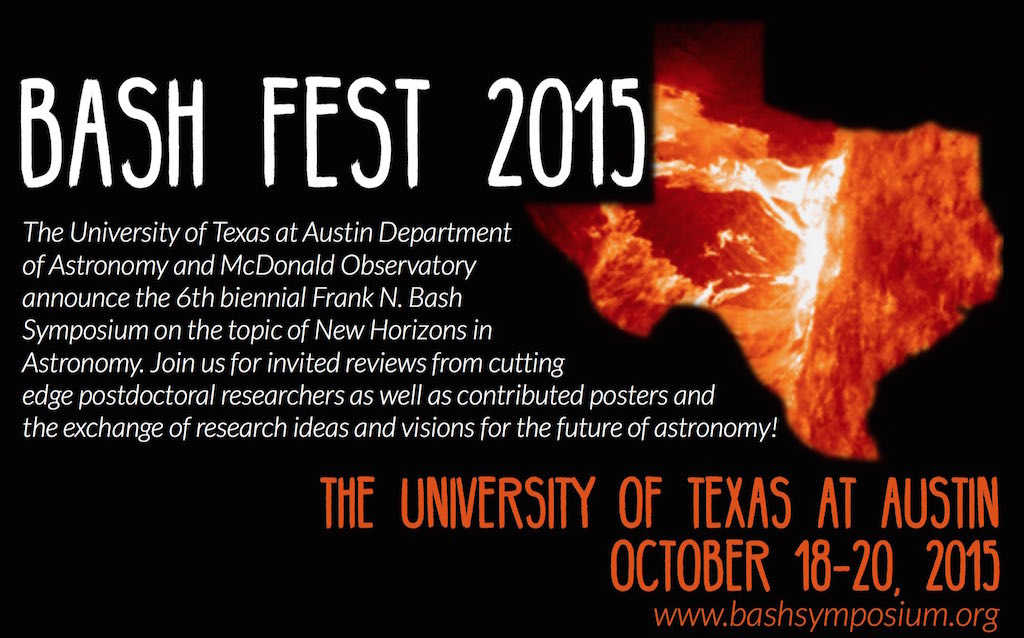 BASH FEST 2015
The University of Texas at Austin Department
of Astronomy and McDonald Observatory
announce the 6th biennial Frank N. Bash
Symposium on the topic of New Horizons in
Astronomy. Join us for invited reviews from cutting
edge postdoctoral researchers as well as contributed posters and
the exchange of research ideas and visions for the future of astronomy!
THE UNIVERSITY OF TEXAS AT AUSTIN
OCTOBER 18-20, 2015
www.bashsymposium.org